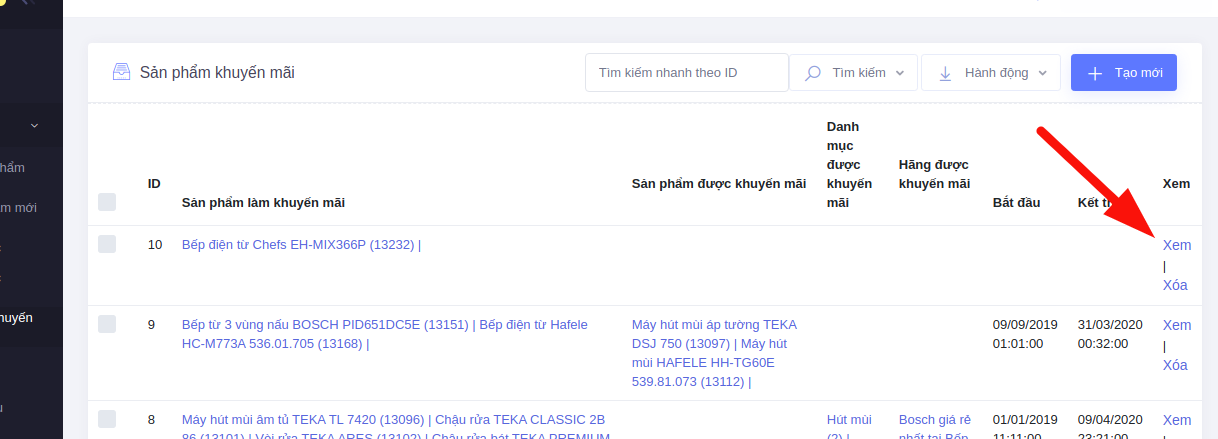 Sản phẩm khuyến mãi
Tìm kiếm nhanh theo ID
Tìm kiếm
Hành động
Tạo mới
ID
Sản phẩm làm khuyến mãi
Sản phẩm được khuyến mãi
Danh
mục
được
khuyến
mãi
Hãng được
khuyến mãi
Bắt đầu
Kết
Xem
10
Bếp điện từ Chefs EH-MIX366P (13232) |
Xem
|
Xóa
9
Bếp từ 3 vùng nấu BOSCH PID651DC5E (13151) | Bếp điện từ Hafele
HC-M773A 536.01.705 (13168) |
Máy hút mùi áp tường TEKA
DSJ 750 (13097) | Máy hút
mùi HAFELE HH-TG60E
539.81.073 (13112) |
09/09/2019
01:01:00
31/03/2020
00:32:00
Xem
|
Xóa
8
Máy hút mùi âm tủ TEKA TL 7420 (13096) | Chậu rửa TEKA CLASSIC 2B
86 (13101) | Vòi rửa TEKA ARES (13102) | Chậu rửa bát TEKA PREMIUM
Hút mùi
(2) |
Bosch giá rẻ
nhất tại Bếp
01/01/2019
11:11:00
09/04/2020
23:21:00
Xem
hẩm
m mới